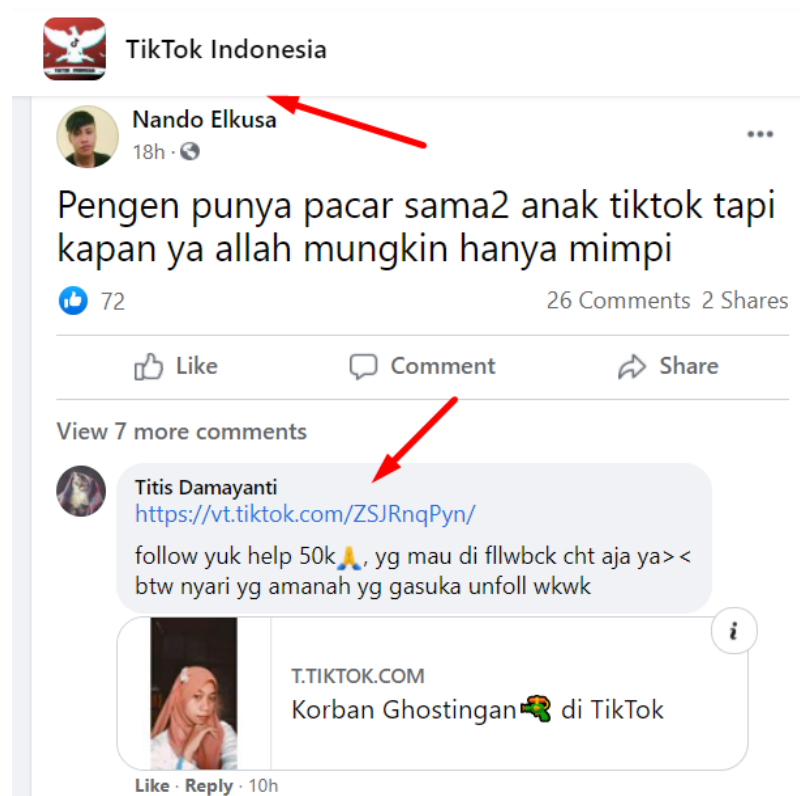 TikTok Indonesia
Nando Elkusa
18h ·
Pengen punya pacar sama2 anak tiktok tapi
kapan ya allah mungkin hanya mimpi
72
26 Comments 2 Shares
Like Comment Share
View 7 more comments
Titis Damayanti
https://vt.tiktok.com/ZSJRnqPyn/
follow yuk help 50k🙏, yg mau di fllwbck cht aja ya><
btw nyari yg amanah yg gasuka unfoll wkwk
i
T.TIKTOK.COM
Korban Ghostingan🔫 di TikTok
Like · Reply · 10h